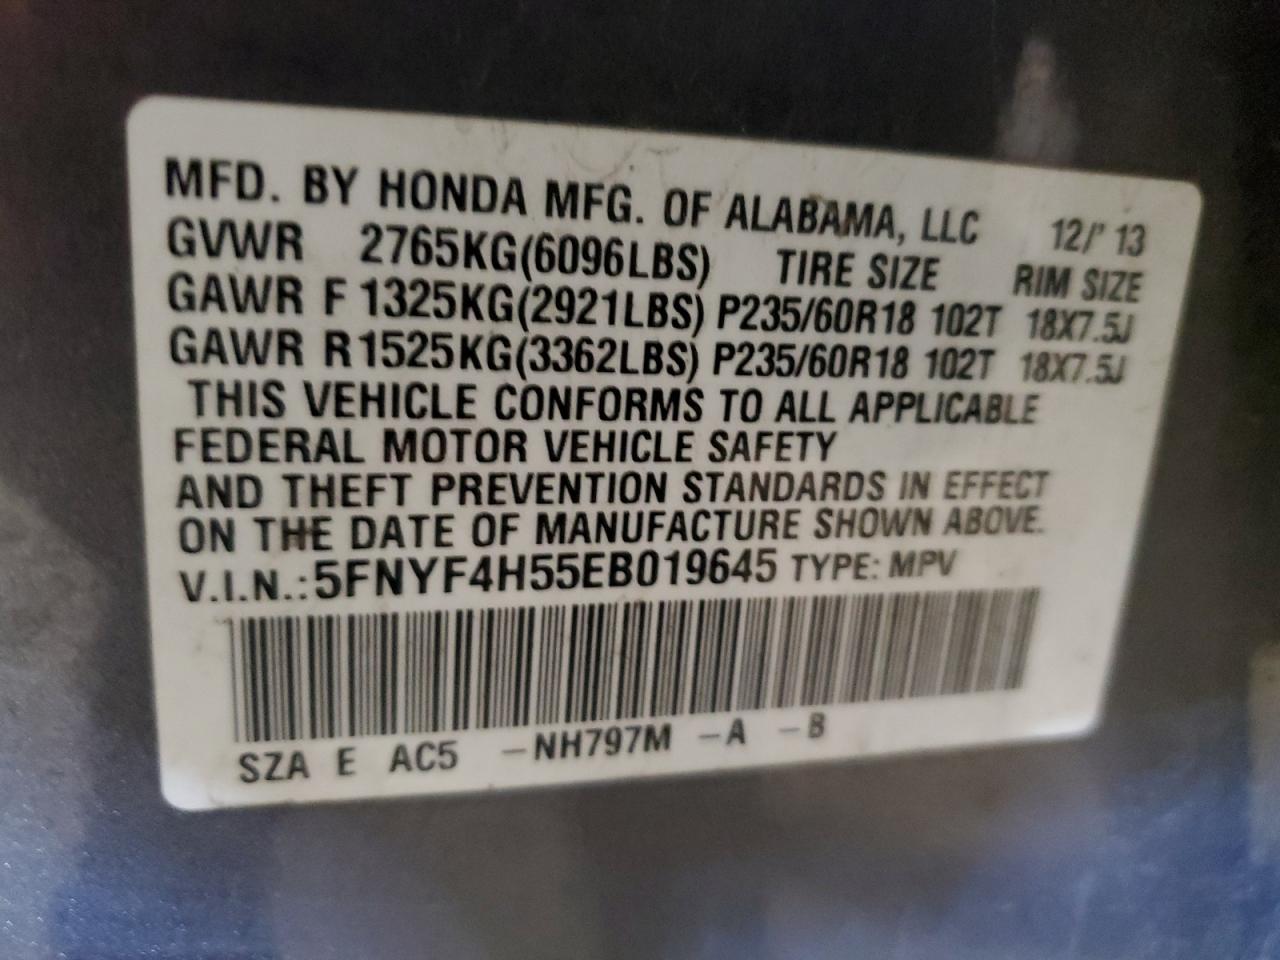 MFD. BY HONDA MFG. OF ALABAMA, LLC 12/' 13
GVWR 2765KG(6096LBS) TIRE SIZE RIM SIZE
GAWR F 1325KG(2921LBS) P235/60R18 102T 18X7.5J
GAWR R 1525KG(3362LBS) P235/60R18 102T 18X7.5J
THIS VEHICLE CONFORMS TO ALL APPLICABLE
FEDERAL MOTOR VEHICLE SAFETY
AND THEFT PREVENTION STANDARDS IN EFFECT
ON THE DATE OF MANUFACTURE SHOWN ABOVE.
V.I.N.: 5FNYF4H55EB019645 TYPE: MPV
SZA E AC5 -NH797M -A -B